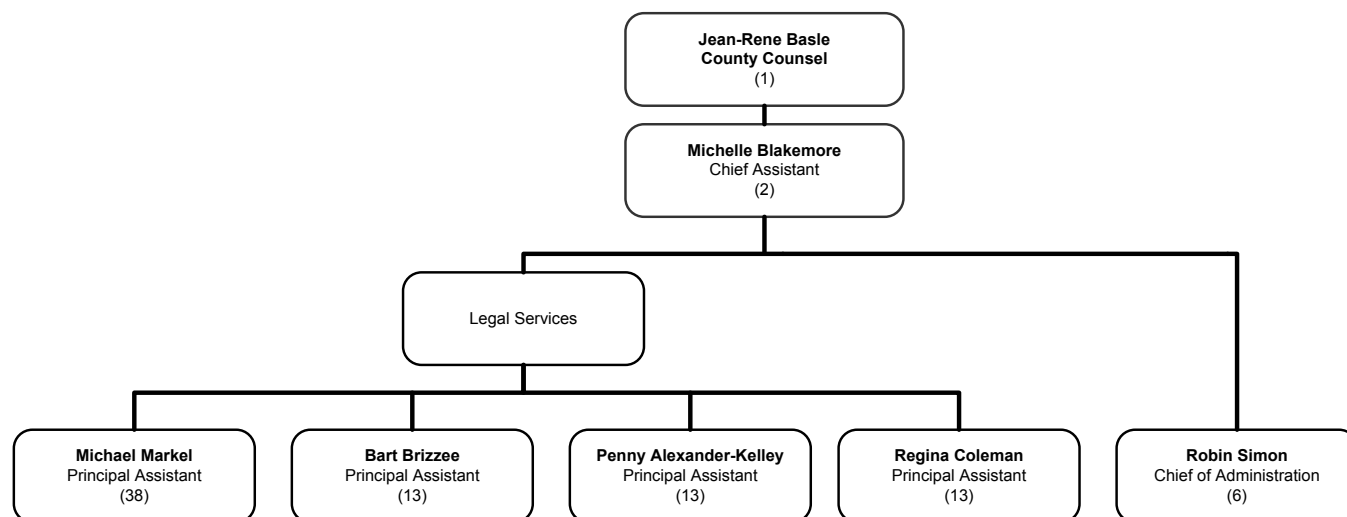 Jean-Rene Basle
County Counsel
(1)
Michelle Blakemore
Chief Assistant
(2)
Legal Services
Michael Markel
Principal Assistant
(38)
Bart Brizzee
Principal Assistant
(13)
Penny Alexander-Kelley
Principal Assistant
(13)
Regina Coleman
Principal Assistant
(13)
Robin Simon
Chief of Administration
(6)